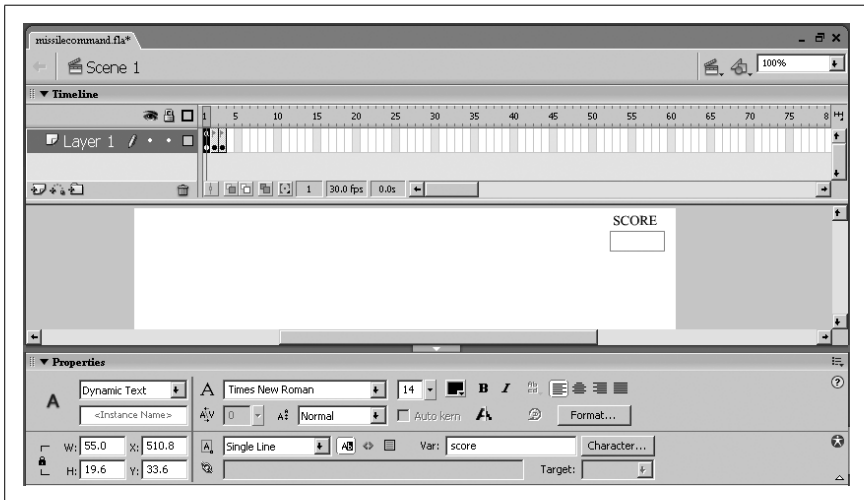 missilecommand.fla*
Scene 1
100%
Timeline
1 5 10 15 20 25 30 35 40 45 50 55 60 65 70 75 8
Layer 1
1 30.0 fps 0.0s
SCORE
Properties
A Dynamic Text A Times New Roman 14 B I
<Instance Name> A V 0 Normal Auto kern Format...
W: 55.0 X: 510.8 Single Line Var: score Character...
H: 19.6 Y: 33.6 Target: